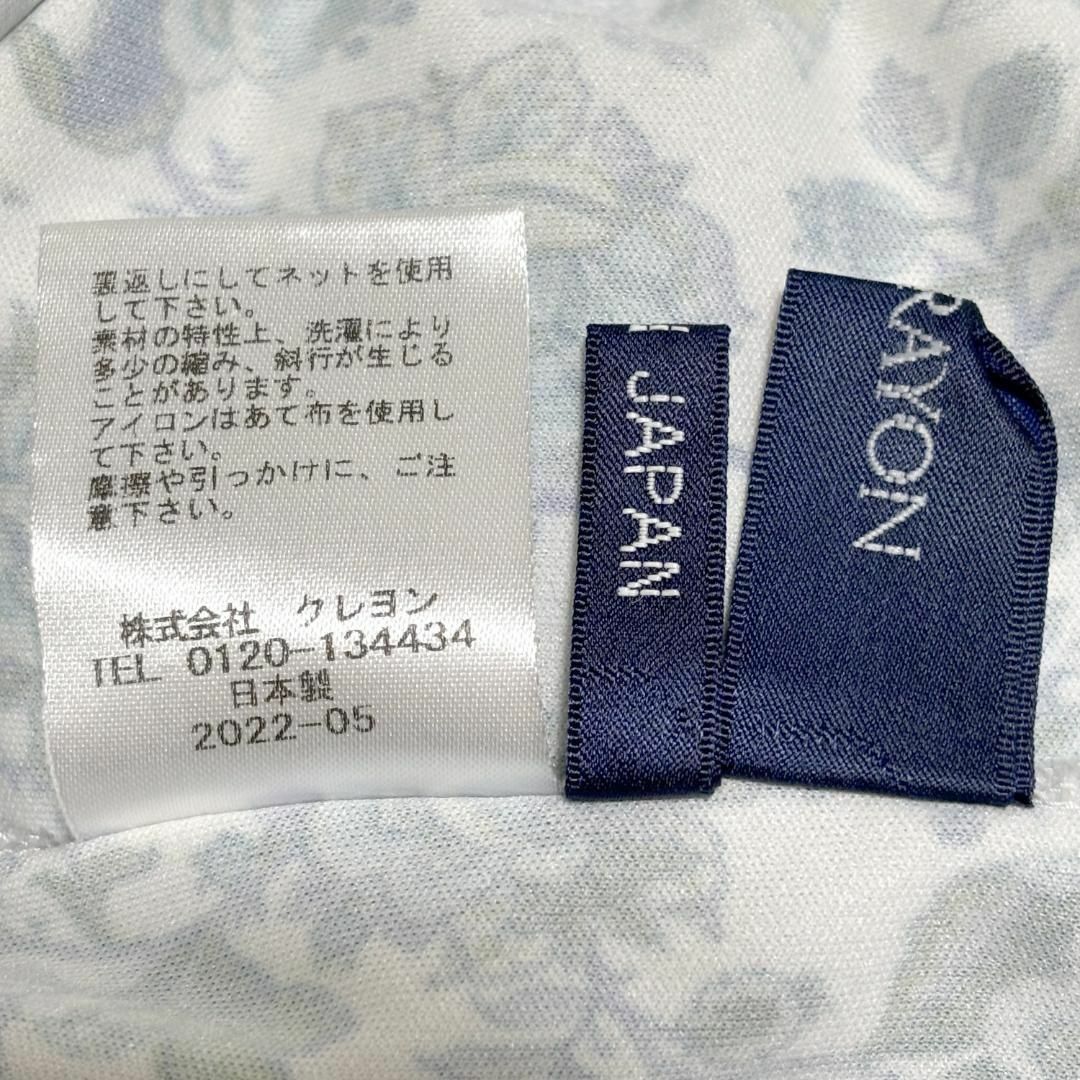 裏返しにしてネットを使用
して下さい。
素材の特性上、洗濯により
多少の縮み、斜行が生じる
ことがあります。
アイロンはあて布を使用し
て下さい。
摩擦や引っかけに、ご注
意下さい。
株式会社 クレヨン
TEL 0120-134434
日本製
2022-05
JAPAN
RAYON